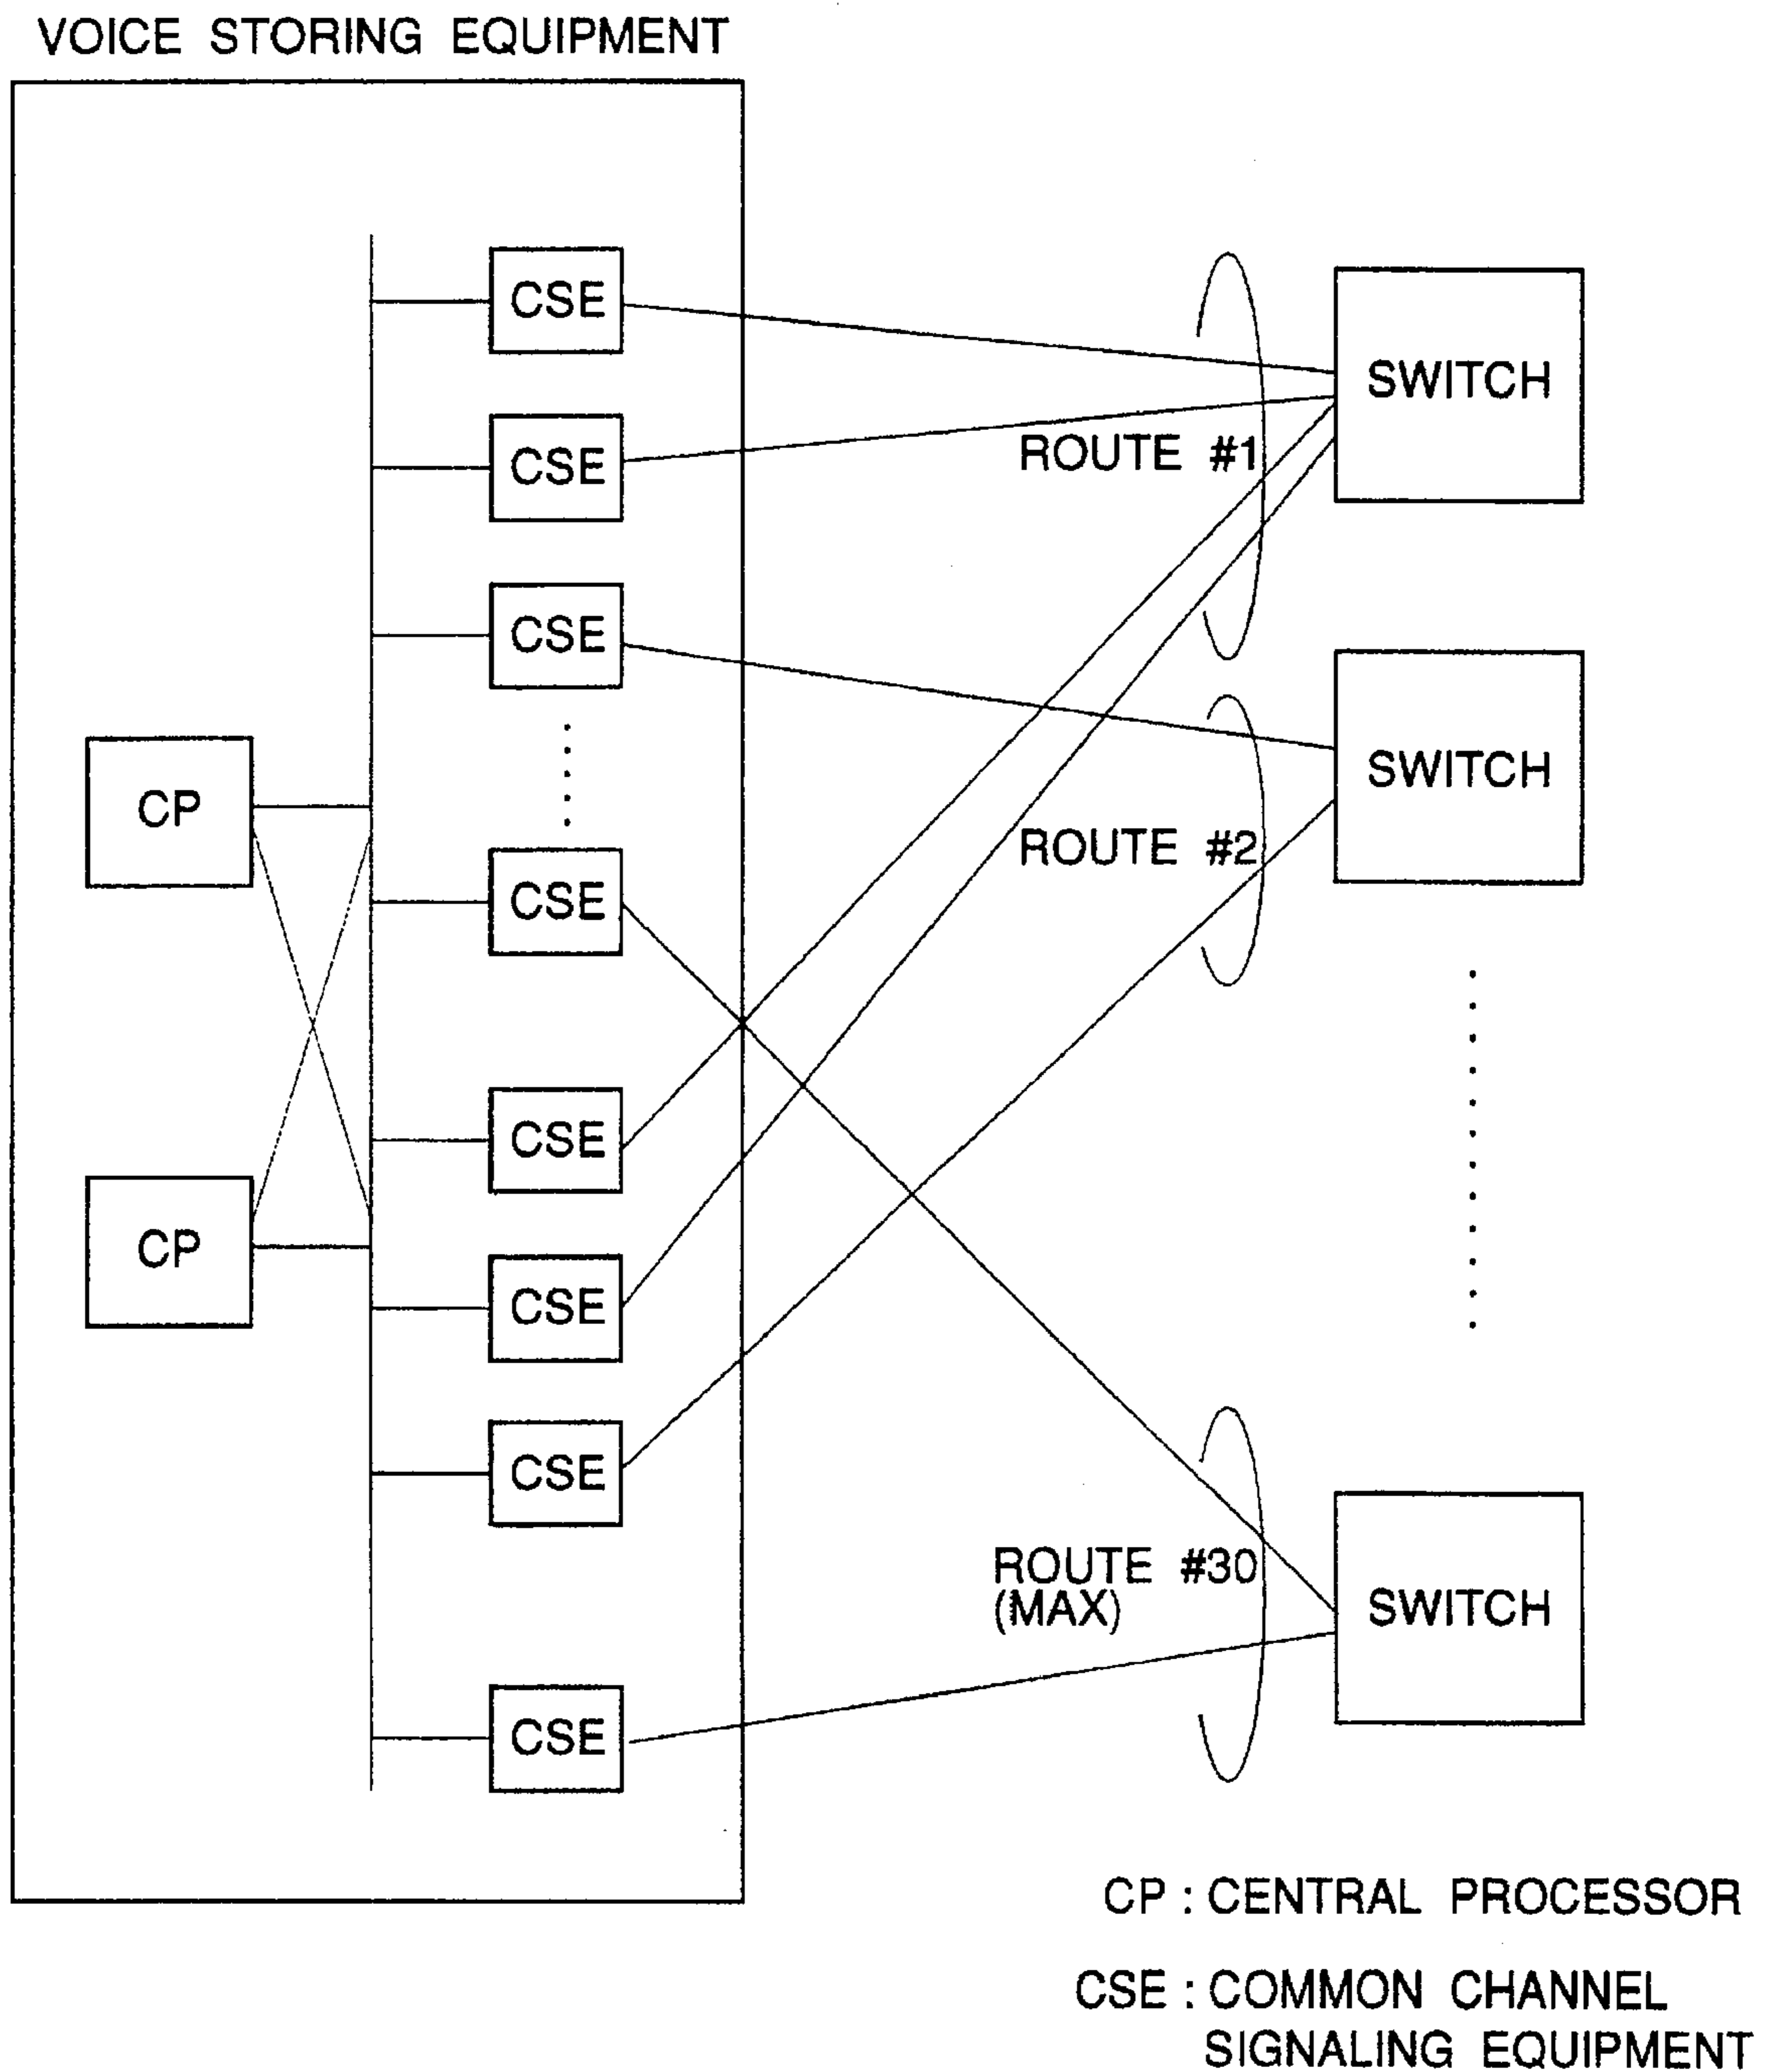 VOICE STORING EQUIPMENT
CSE
SWITCH
CSE
ROUTE #1
CSE
SWITCH
CP
ROUTE #2
CSE
CSE
CP
CSE
CSE
ROUTE #30
(MAX)
SWITCH
CSE
CP : CENTRAL PROCESSOR
CSE : COMMON CHANNEL
SIGNALING EQUIPMENT